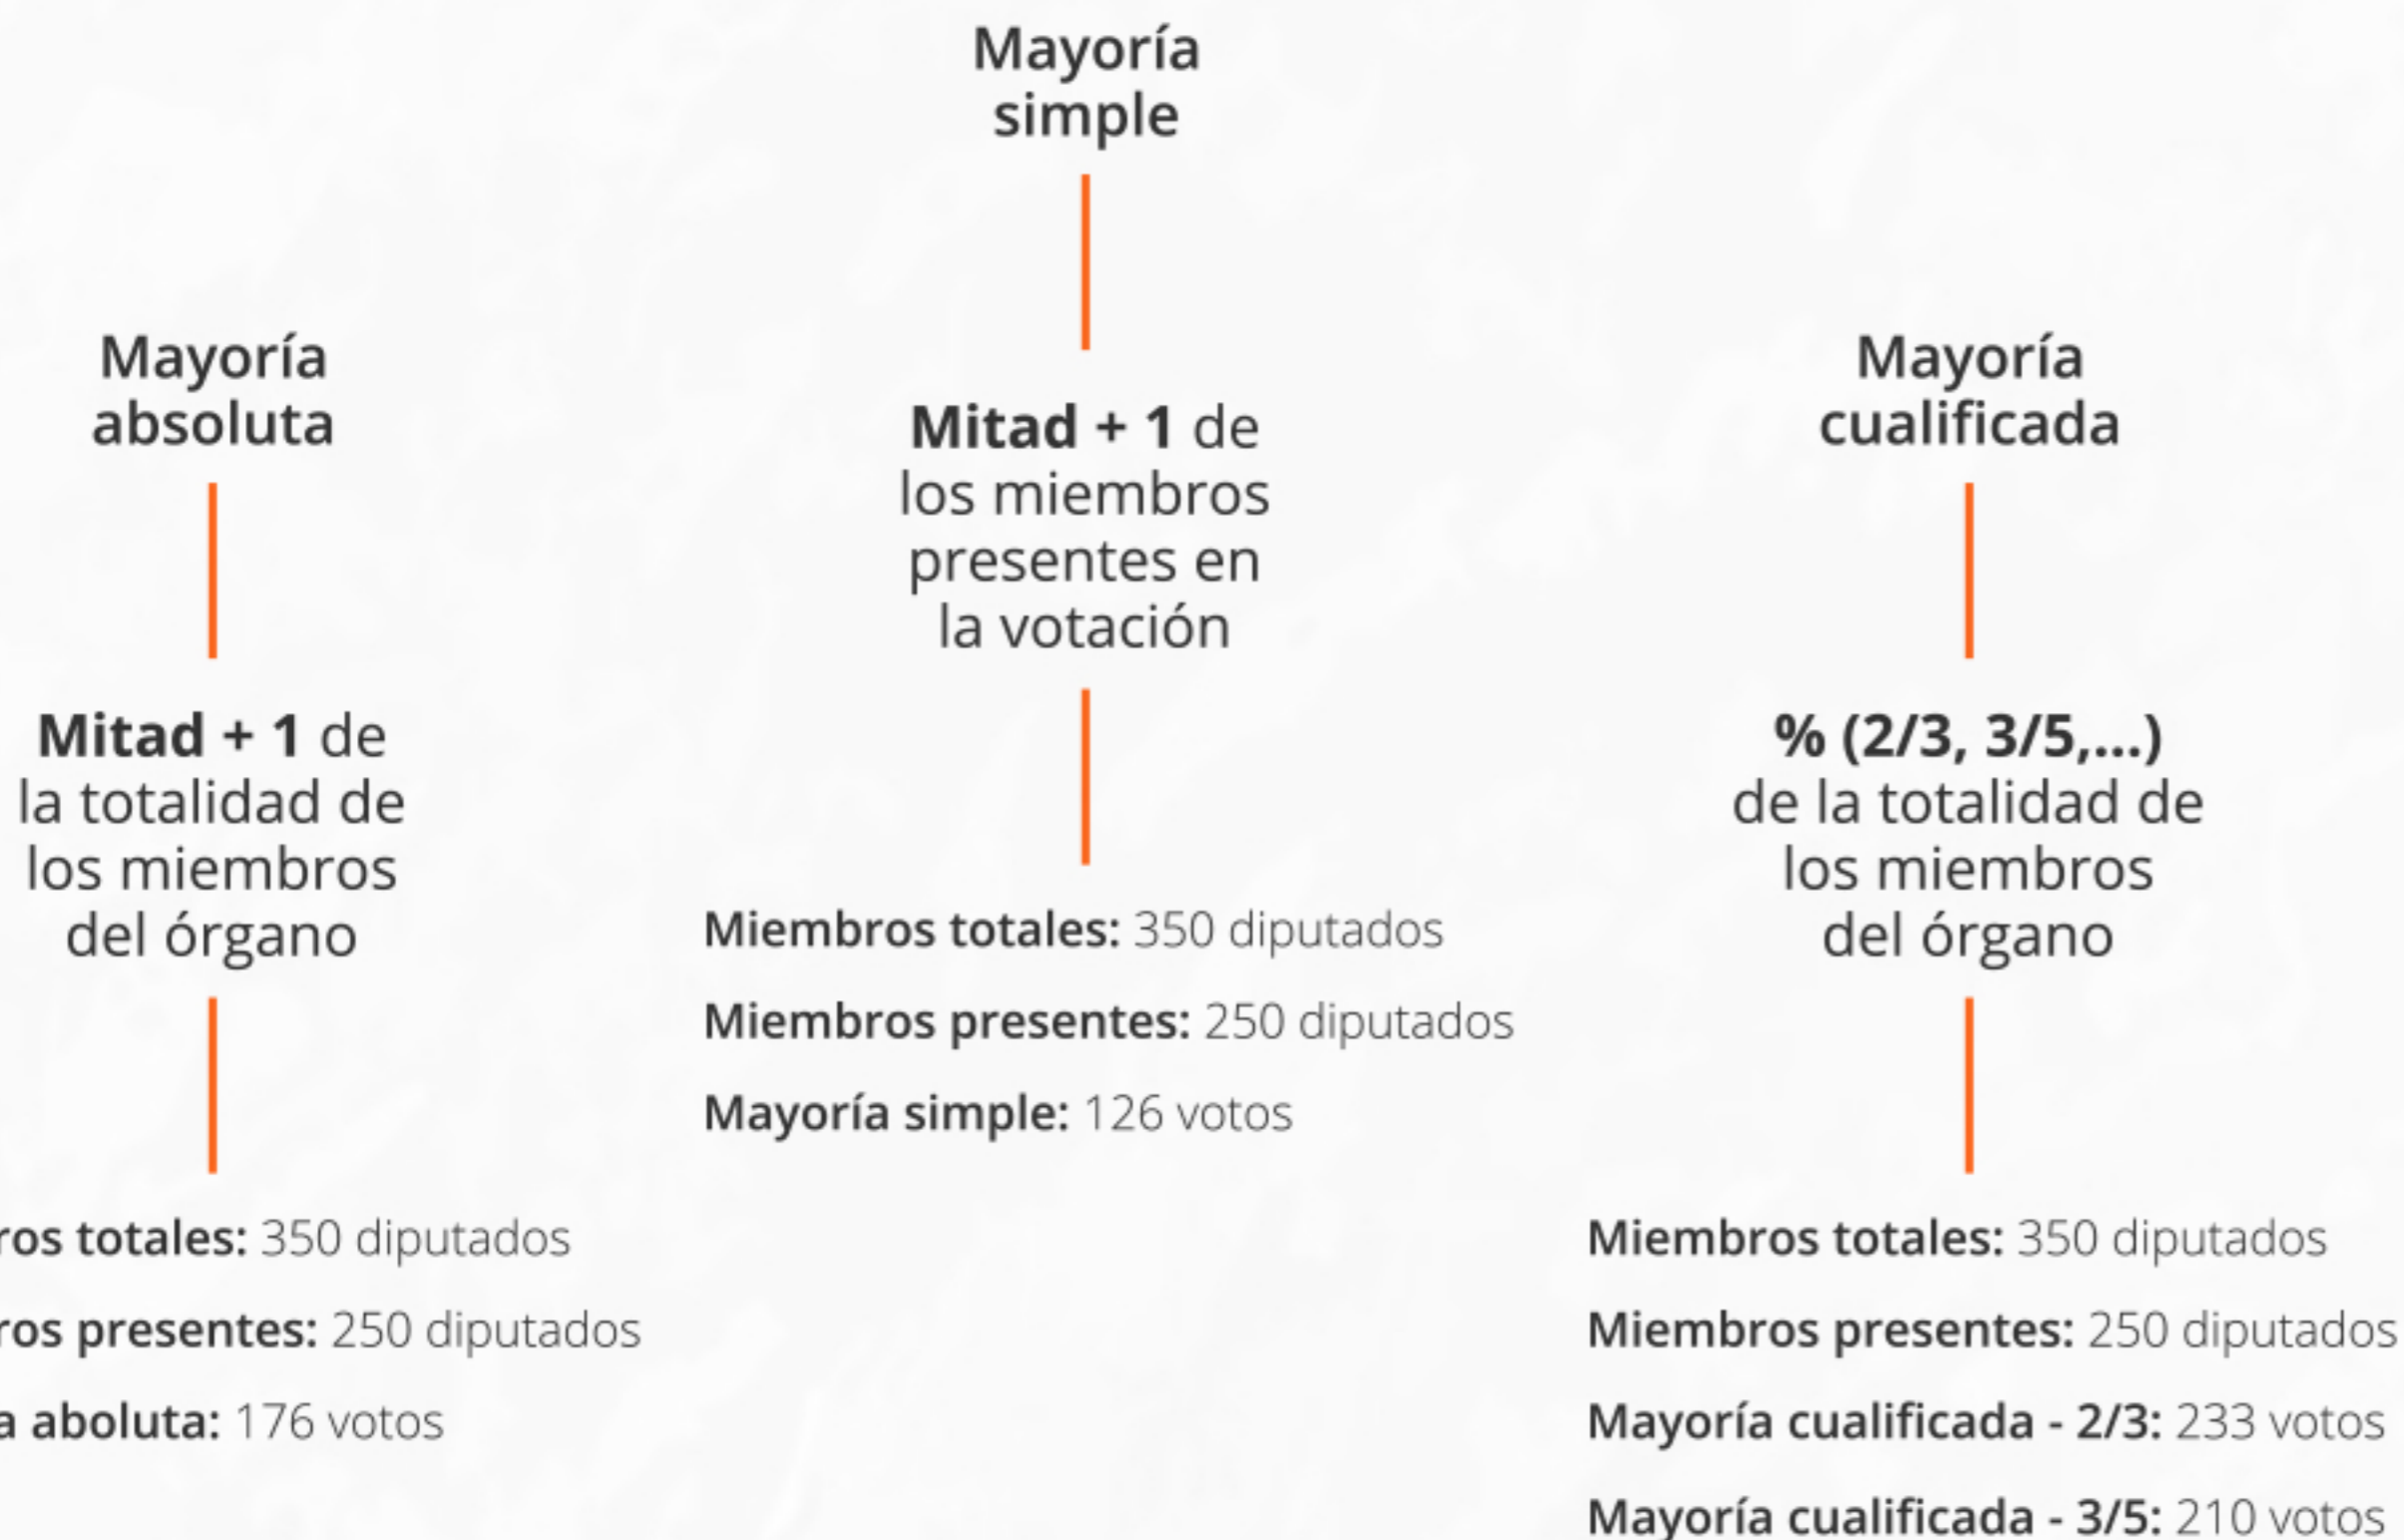 Mayoría
absoluta
Mitad + 1 de
la totalidad de
los miembros
del órgano
ros totales: 350 diputados
ros presentes: 250 diputados
a aboluta: 176 votos
Mayoría
simple
Mitad + 1 de
los miembros
presentes en
la votación
Miembros totales: 350 diputados
Miembros presentes: 250 diputados
Mayoría simple: 126 votos
Mayoría
cualificada
% (2/3, 3/5,...)
de la totalidad de
los miembros
del órgano
Miembros totales: 350 diputados
Miembros presentes: 250 diputados
Mayoría cualificada - 2/3: 233 votos
Mayoría cualificada - 3/5: 210 votos